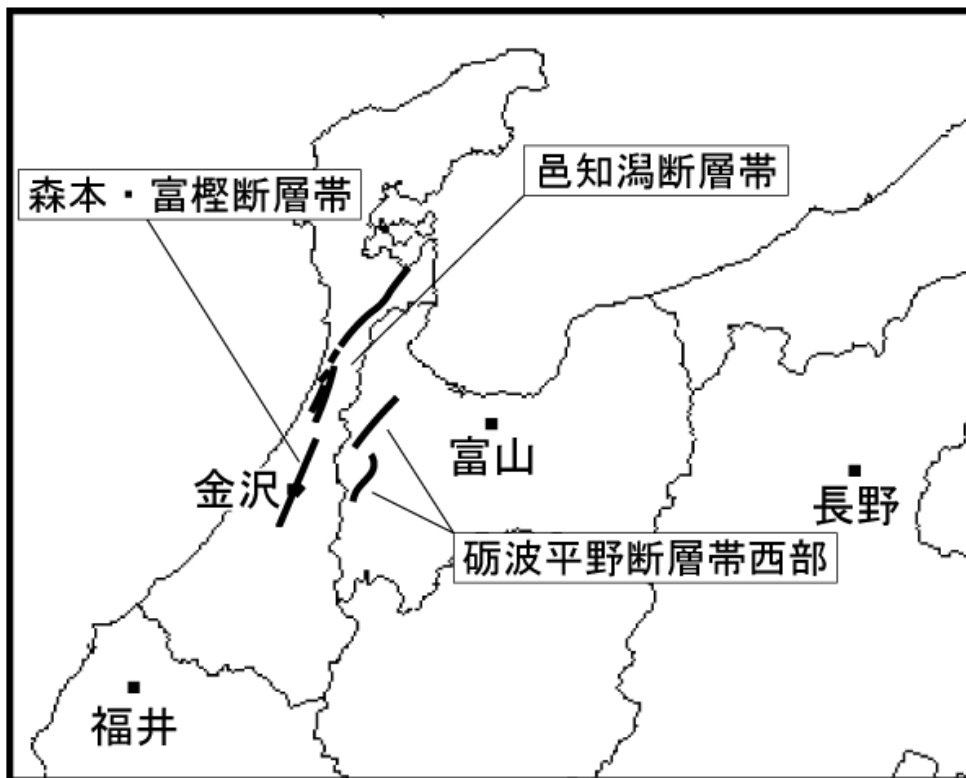 邑知潟断層帯
森本・富樫断層帯
富山
金沢
長野
砺波平野断層帯西部
福井